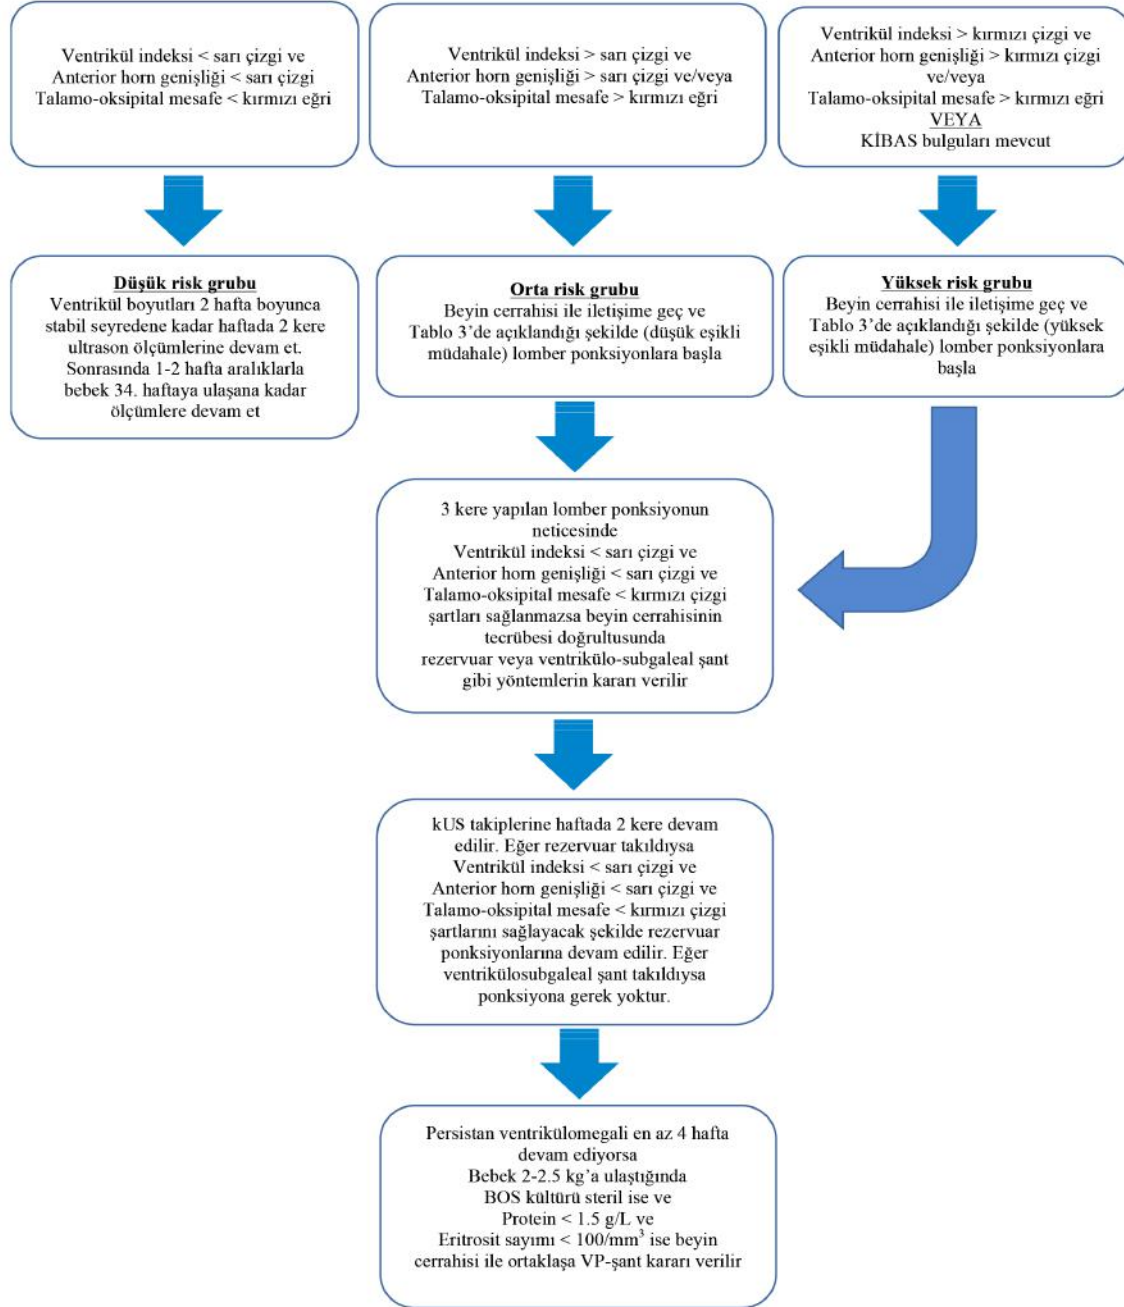 Ventrikül indeksi < sarı çizgi ve
Anterior horn genişliği < sarı çizgi
Talamo-oksipital mesafe < kırmızı eğri
Ventrikül indeksi > sarı çizgi ve
Anterior horn genişliği > sarı çizgi ve/veya
Talamo-oksipital mesafe > kırmızı eğri
Ventrikül indeksi > kırmızı çizgi ve
Anterior horn genişliği > kırmızı çizgi
ve/veya
Talamo-oksipital mesafe > kırmızı eğri
VEYA
KİBAS bulguları mevcut
Düşük risk grubu
Ventrikül boyutları 2 hafta boyunca
stabil seyredene kadar haftada 2 kere
ultrason ölçümlerine devam et.
Sonrasında 1-2 hafta aralıklarla
bebek 34. haftaya ulaşana kadar
ölçümlere devam et
Orta risk grubu
Beyin cerrahisi ile iletişime geç ve
Tablo 3'de açıklandığı şekilde (düşük eşikli
müdahale) lomber ponksiyonlara başla
Yüksek risk grubu
Beyin cerrahisi ile iletişime geç ve
Tablo 3'de açıklandığı şekilde (yüksek
eşikli müdahale) lomber ponksiyonlara
başla
3 kere yapılan lomber ponksiyonun
neticesinde
Ventrikül indeksi < sarı çizgi ve
Anterior horn genişliği < sarı çizgi ve
Talamo-oksipital mesafe < kırmızı çizgi
şartları sağlanmazsa beyin cerrahisinin
tecrübesi doğrultusunda
rezervuar veya ventrikülo-subgaleal şant
gibi yöntemlerin kararı verilir
kUS takiplerine haftada 2 kere devam
edilir. Eğer rezervuar takıldıysa
Ventrikül indeksi < sarı çizgi ve
Anterior horn genişliği < sarı çizgi ve
Talamo-oksipital mesafe < kırmızı çizgi
şartlarını sağlayacak şekilde rezervuar
ponksiyonlarına devam edilir. Eğer
ventrikülosubgaleal şant takıldıysa
ponksiyona gerek yoktur.
Persistan ventrikülomegali en az 4 hafta
devam ediyorsa
Bebek 2-2.5 kg'a ulaştığında
BOS kültürü steril ise ve
Protein < 1.5 g/L ve
Eritrosit sayımı < 100/mm³ ise beyin
cerrahisi ile ortaklaşa VP-şant kararı verilir